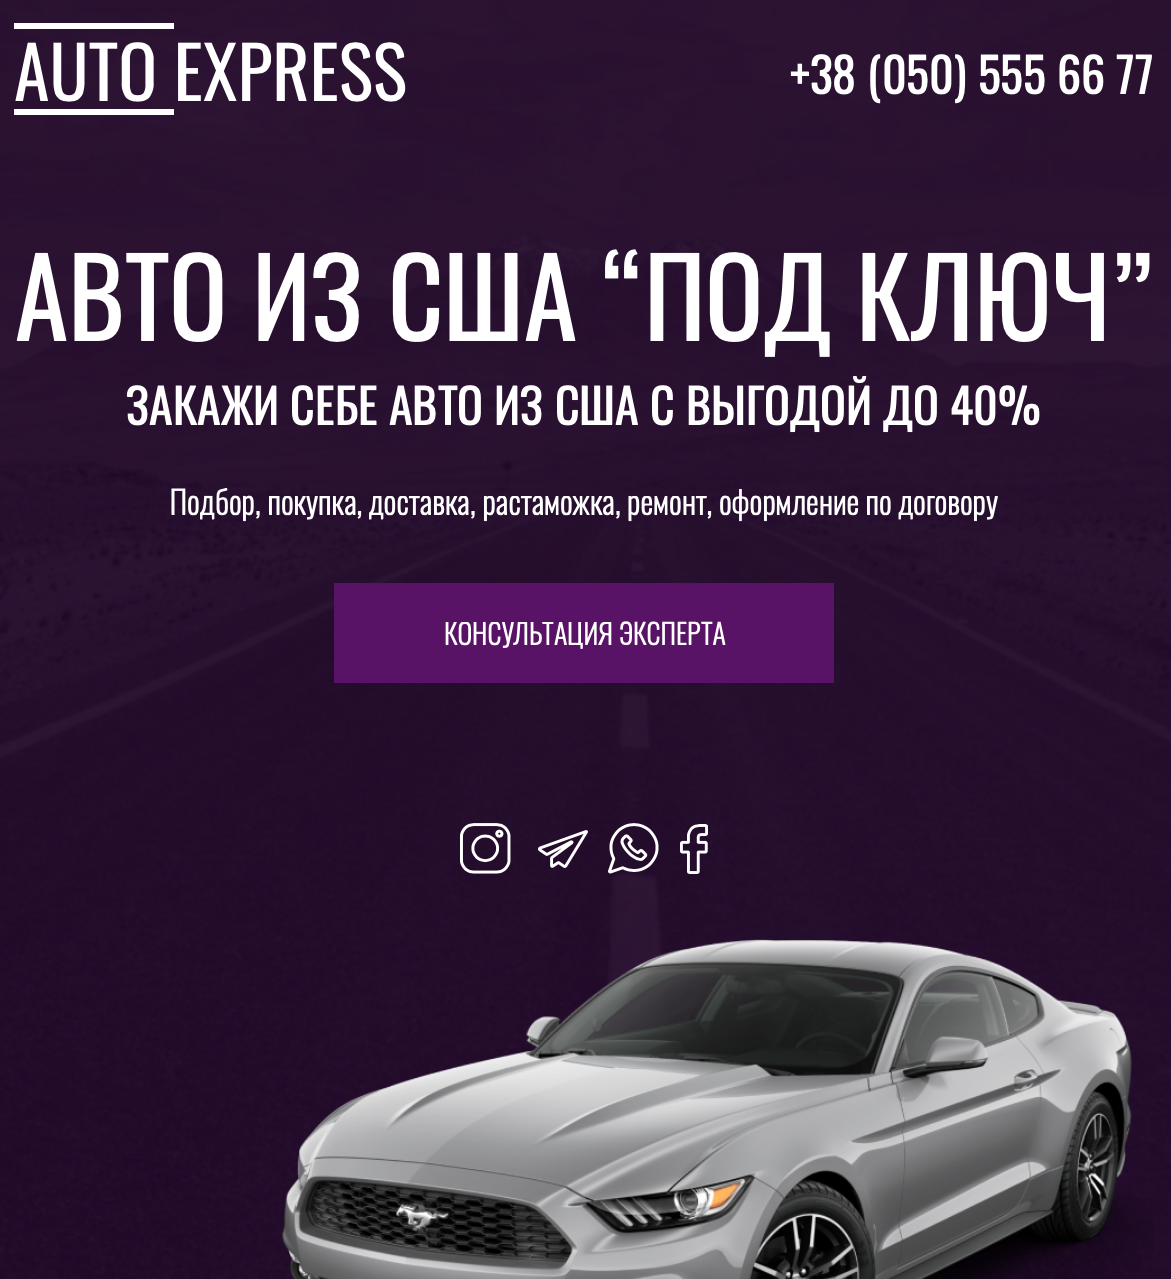 AUTO EXPRESS
+38 (050) 555 66 77
АВТО ИЗ США “ПОД КЛЮЧ”
ЗАКАЖИ СЕБЕ АВТО ИЗ США С ВЫГОДОЙ ДО 40%
Подбор, покупка, доставка, растаможка, ремонт, оформление по договору
КОНСУЛЬТАЦИЯ ЭКСПЕРТА